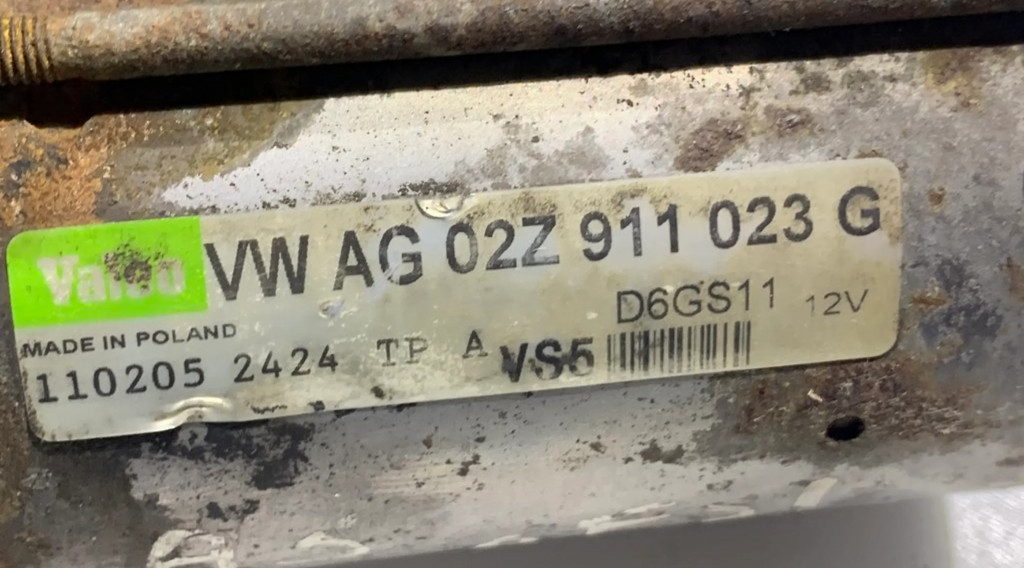 Valeo
VW AG 02Z 911 023 G
D6GS11 12V
MADE IN POLAND
110205 2424 TP A VS5